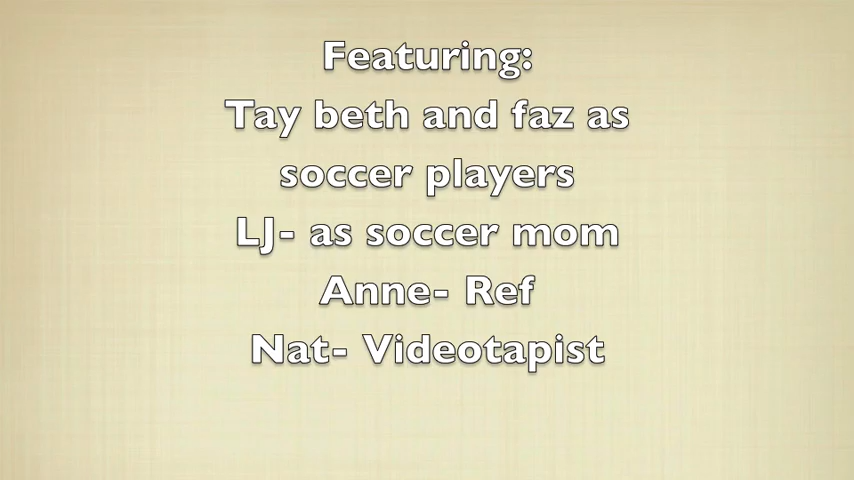 Featuring:
Tay beth and faz as
soccer players
LJ- as soccer mom
Anne- Ref
Nat- Videotapist